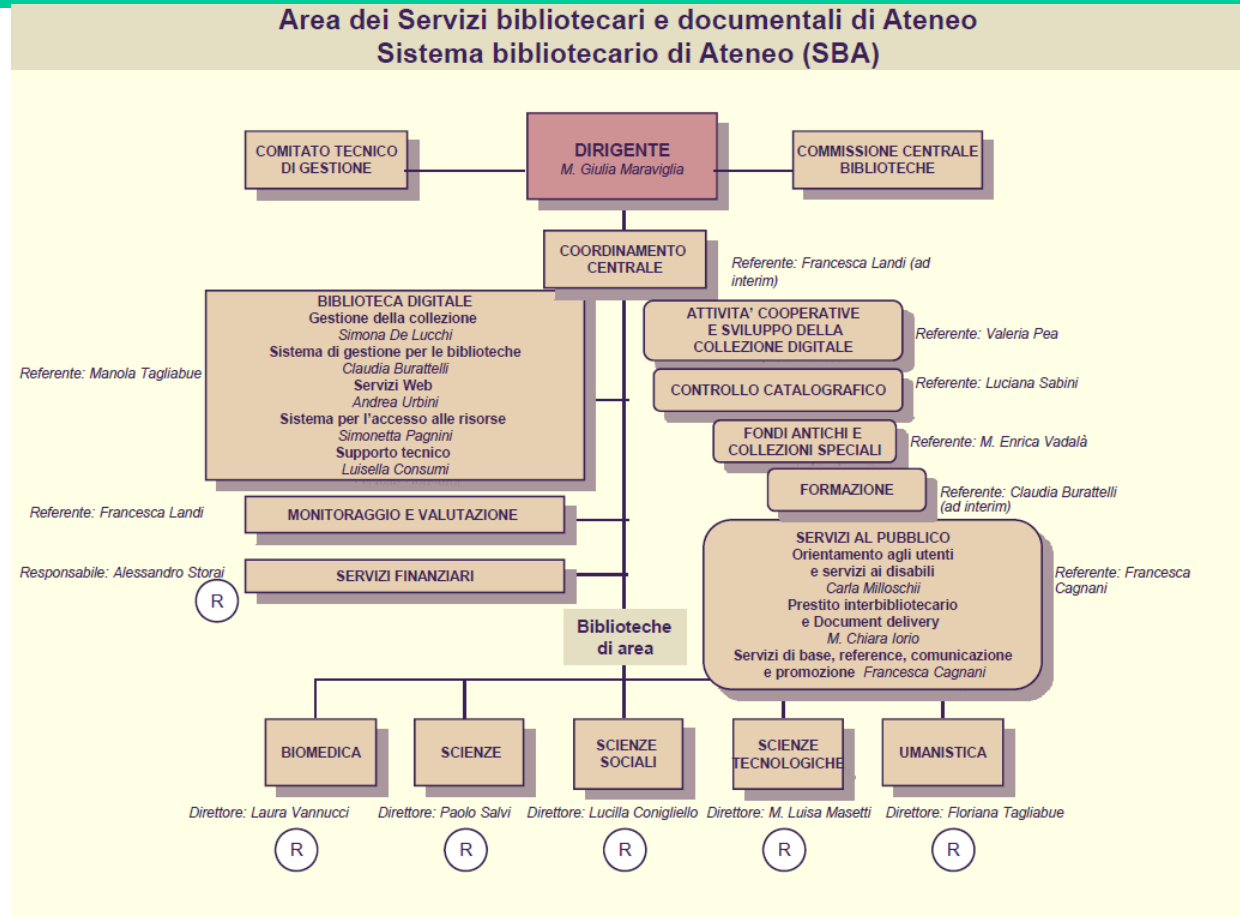 Area dei Servizi bibliotecari e documentali di Ateneo
Sistema bibliotecario di Ateneo (SBA)
COMITATO TECNICO
DI GESTIONE
DIRIGENTE
M. Giulia Maraviglia
COMMISSIONE CENTRALE
BIBLIOTECHE
COORDINAMENTO
CENTRALE
Referente: Francesca Landi (ad
interim)
BIBLIOTECA DIGITALE
Gestione della collezione
Simona De Lucchi
Sistema di gestione per le biblioteche
Claudia Burattelli
Servizi Web
Andrea Urbini
Sistema per l'accesso alle risorse
Simonetta Pagnini
Supporto tecnico
Luisella Consumi
Referente: Manola Tagliabue
ATTIVITA' COOPERATIVE
E SVILUPPO DELLA
COLLEZIONE DIGITALE
Referente: Valeria Pea
CONTROLLO CATALOGRAFICO
Referente: Luciana Sabini
FONDI ANTICHI E
COLLEZIONI SPECIALI
Referente: M. Enrica Vadalà
FORMAZIONE
Referente: Claudia Burattelli
(ad interim)
Referente: Francesca Landi
MONITORAGGIO E VALUTAZIONE
Responsabile: Alessandro Storai
R
SERVIZI FINANZIARI
SERVIZI AL PUBBLICO
Orientamento agli utenti
e servizi ai disabili
Carla Milloschii
Prestito interbibliotecario
e Document delivery
M. Chiara Iorio
Servizi di base, reference, comunicazione
e promozione Francesca Cagnani
Referente: Francesca
Cagnani
Biblioteche
di area
BIOMEDICA
SCIENZE
SCIENZE
SOCIALI
SCIENZE
TECNOLOGICHE
UMANISTICA
Direttore: Laura Vannucci
Direttore: Paolo Salvi
Direttore: Lucilla Conigliello
Direttore: M. Luisa Masetti
Direttore: Floriana Tagliabue
R
R
R
R
R